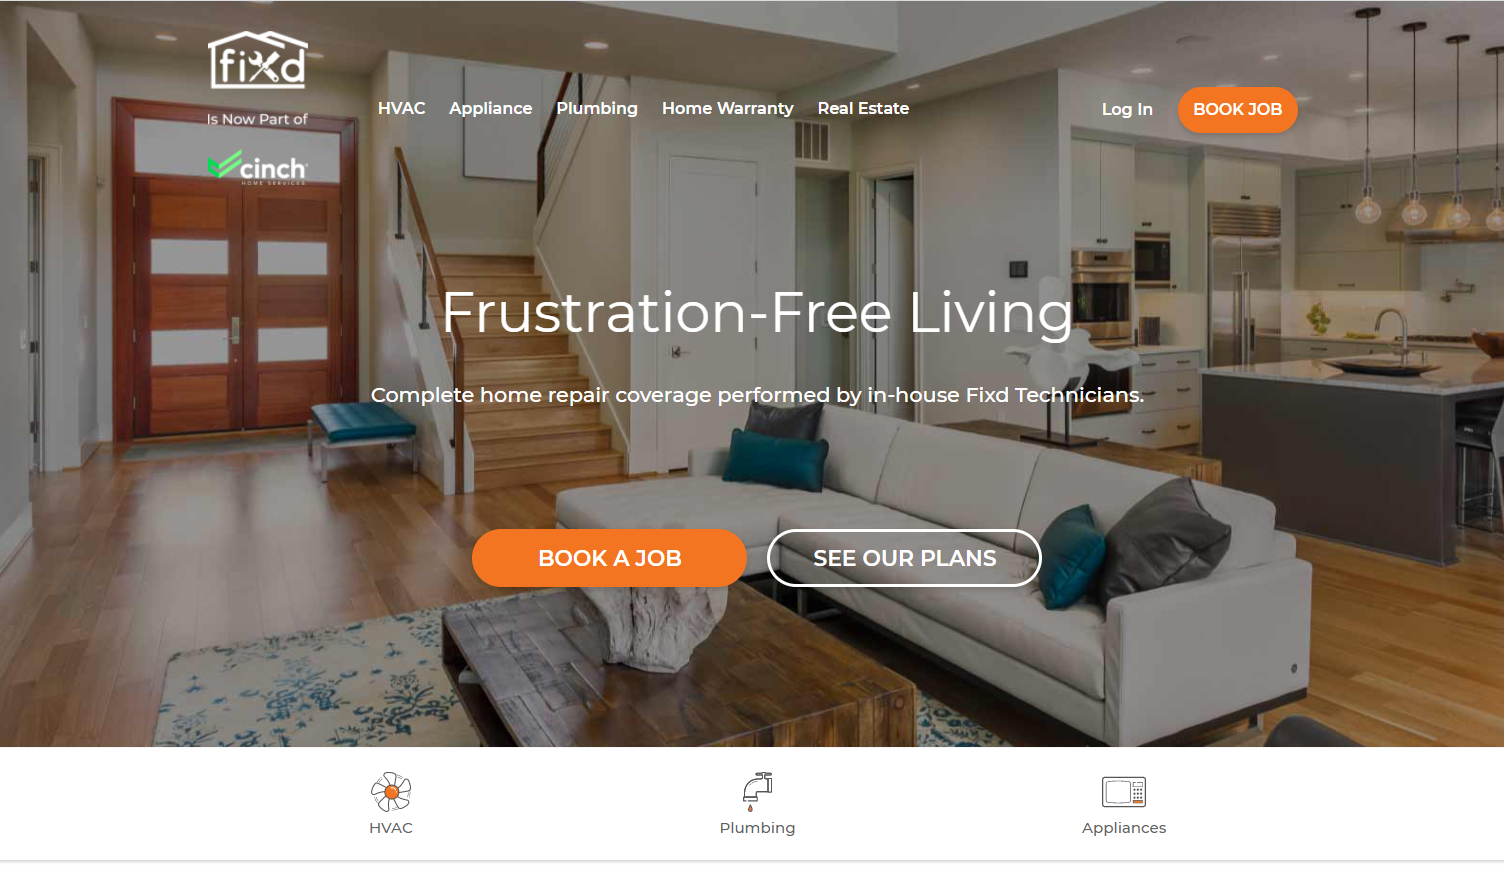 fixd
Is Now Part of
cinch
HOME SERVICES
HVAC
Appliance
Plumbing
Home Warranty
Real Estate
Log In
BOOK JOB
Frustration-Free Living
Complete home repair coverage performed by in-house Fixd Technicians.
BOOK A JOB
SEE OUR PLANS
HVAC
Plumbing
Appliances